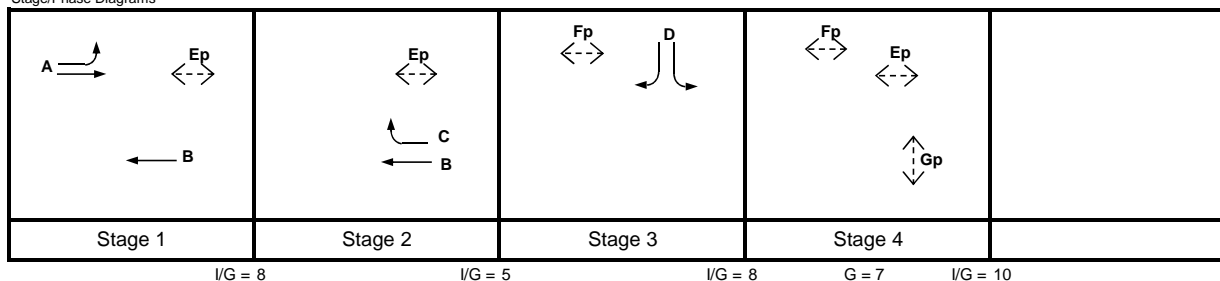 Stage/Phase Diagrams
A
Ep
B
Ep
C
B
Fp
D
Fp
Ep
Gp
Stage 1
Stage 2
Stage 3
Stage 4
I/G = 8
I/G = 5
I/G = 8
G = 7
I/G = 10